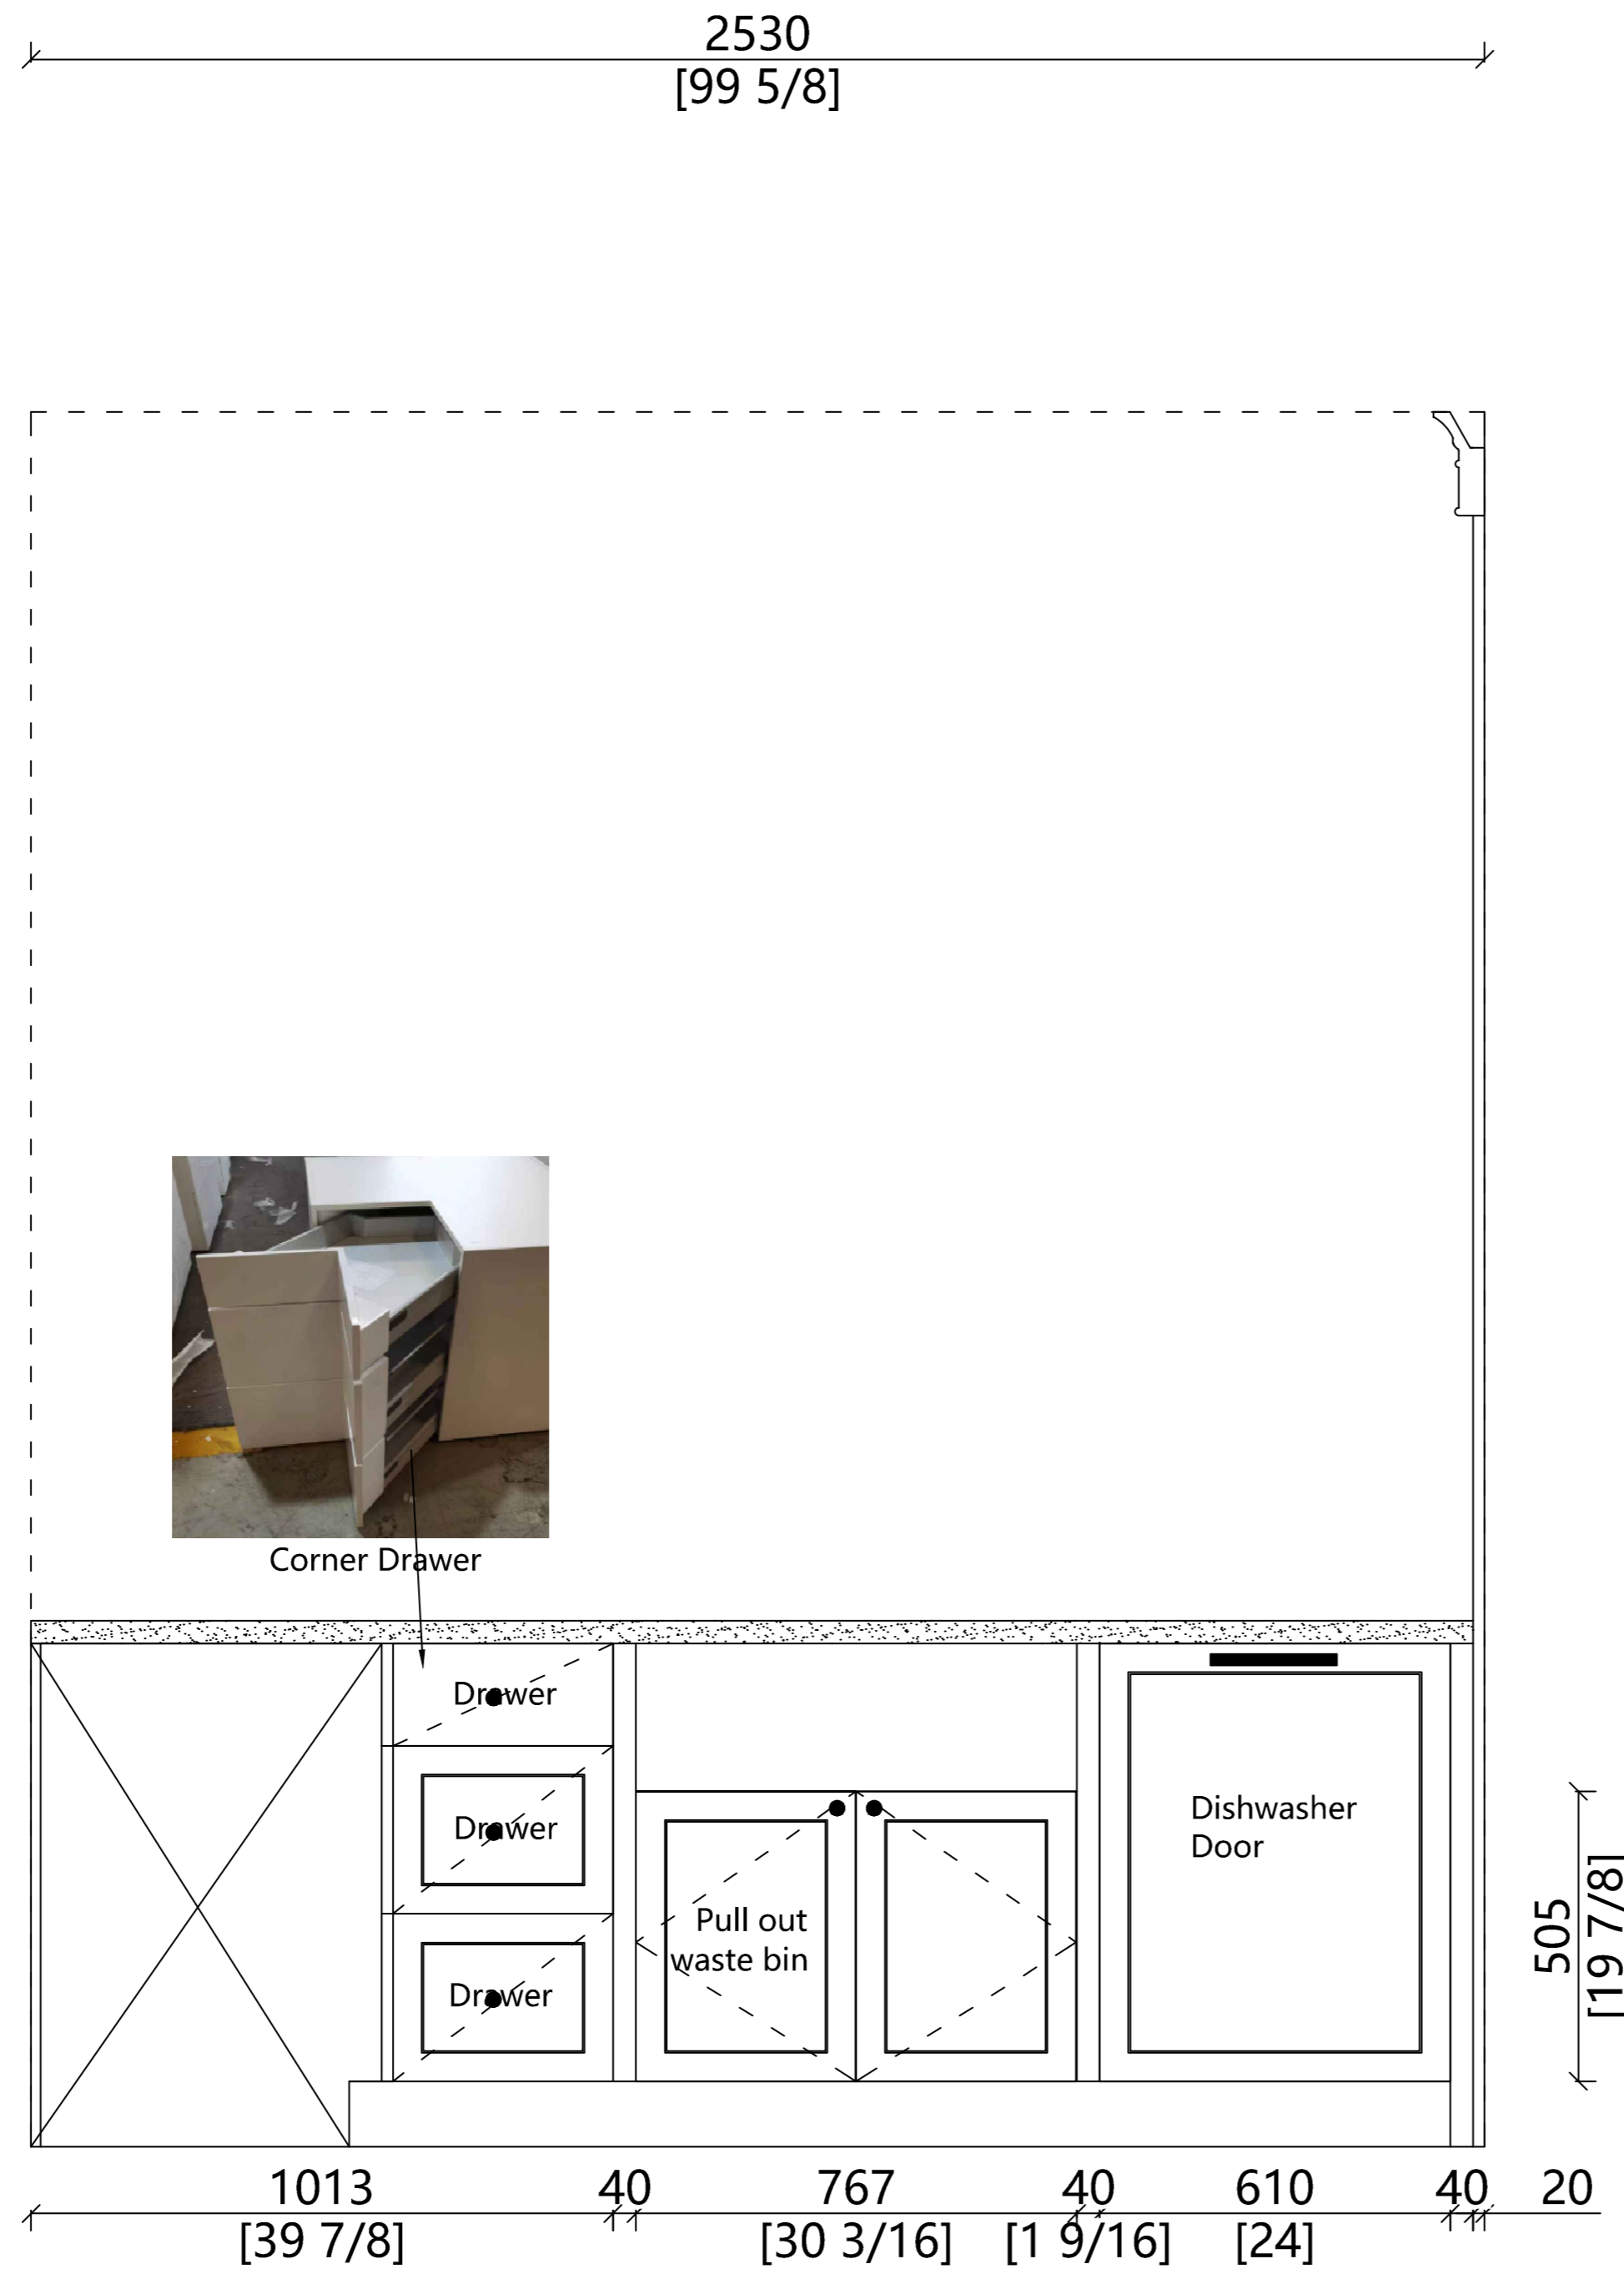 2530
[99 5/8]
Corner Drawer
Drawer
Drawer
Drawer
Pull out
waste bin
Dishwasher
Door
505
[19 7/8]
1013 40 767 40 610 40 20
[39 7/8] [30 3/16] [1 9/16] [24]